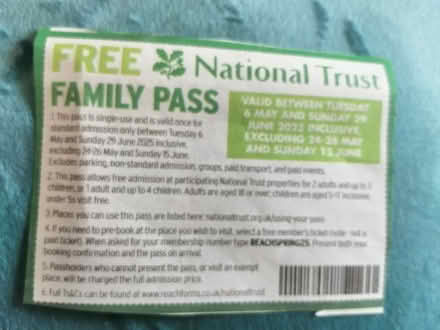 FREE National Trust
FAMILY PASS
VALID BETWEEN TUESDAY
6 MAY AND SUNDAY 29
JUNE 2025 INCLUSIVE,
EXCLUDING 24-26 MAY
AND SUNDAY 15 JUNE
1. This pass is single-use and is valid once for
standard admission only between Tuesday 6
May and Sunday 29 June 2025 inclusive,
excluding 24-26 May and Sunday 15 June.
Excludes parking, non-standard admission, groups, paid transport, and paid events.
2. This pass allows free admission at participating National Trust properties for 2 adults and up to 3
children, or 1 adult and up to 4 children. Adults are aged 18 or over; children are aged 5-17 inclusive;
under 5s visit free.
3. Places you can use this pass are listed here: nationaltrust.org.uk/using-your-pass
4. If you need to pre-book at the place you wish to visit, select a free member's ticket (note: not a
paid ticket). When asked for your membership number type REACHSPRING25. Present both your
booking confirmation and the pass on arrival.
5. Passholders who cannot present the pass, or visit an exempt
place, will be charged the full admission price.
6. Full Ts&Cs can be found at www.reachforms.co.uk/nationaltrust